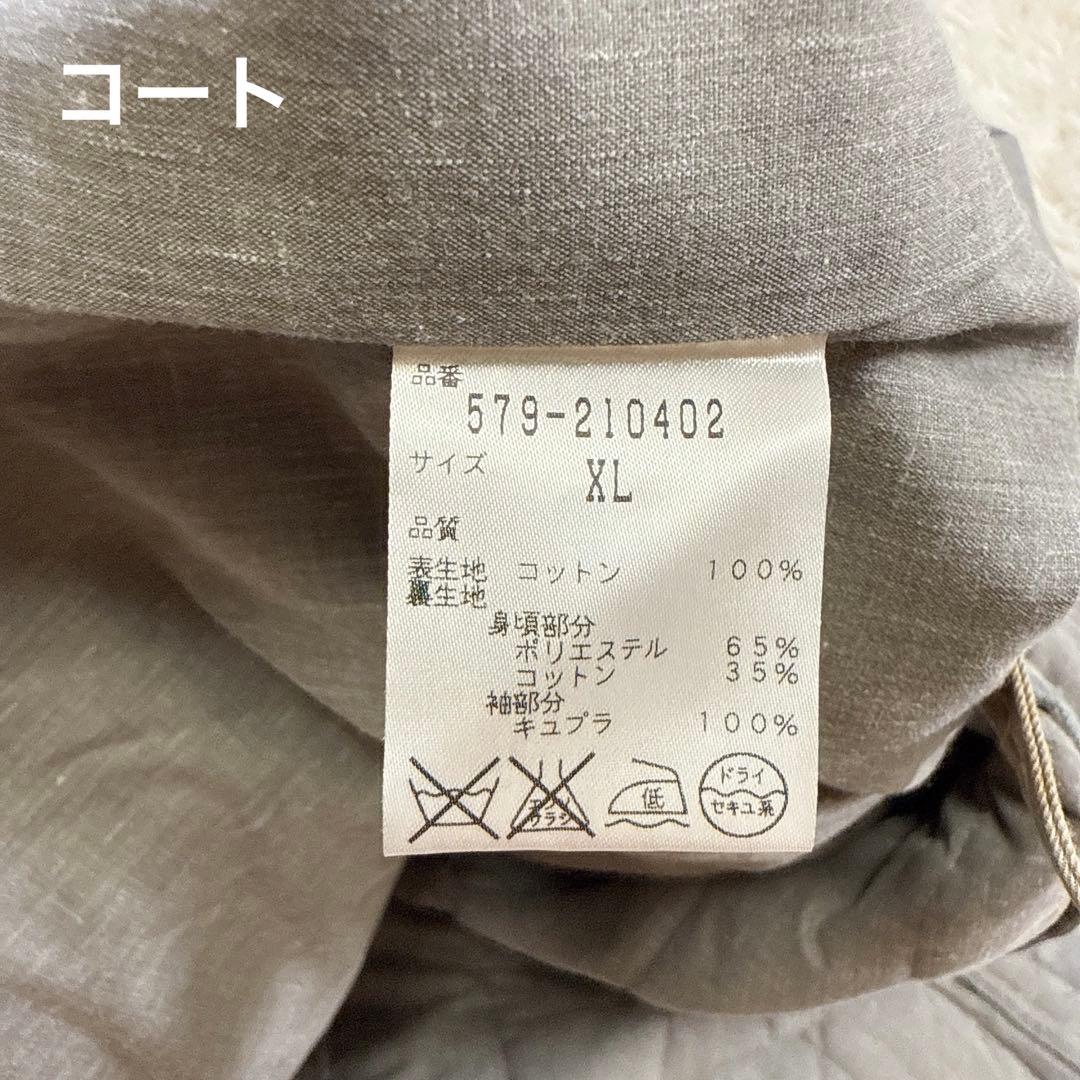 コート
品番
579-210402
サイズ
XL
品質
表生地 コットン 100%
裏生地
身頃部分
ポリエステル 65%
コットン 35%
袖部分
キュプラ 100%
低
ドライ
セキユ系